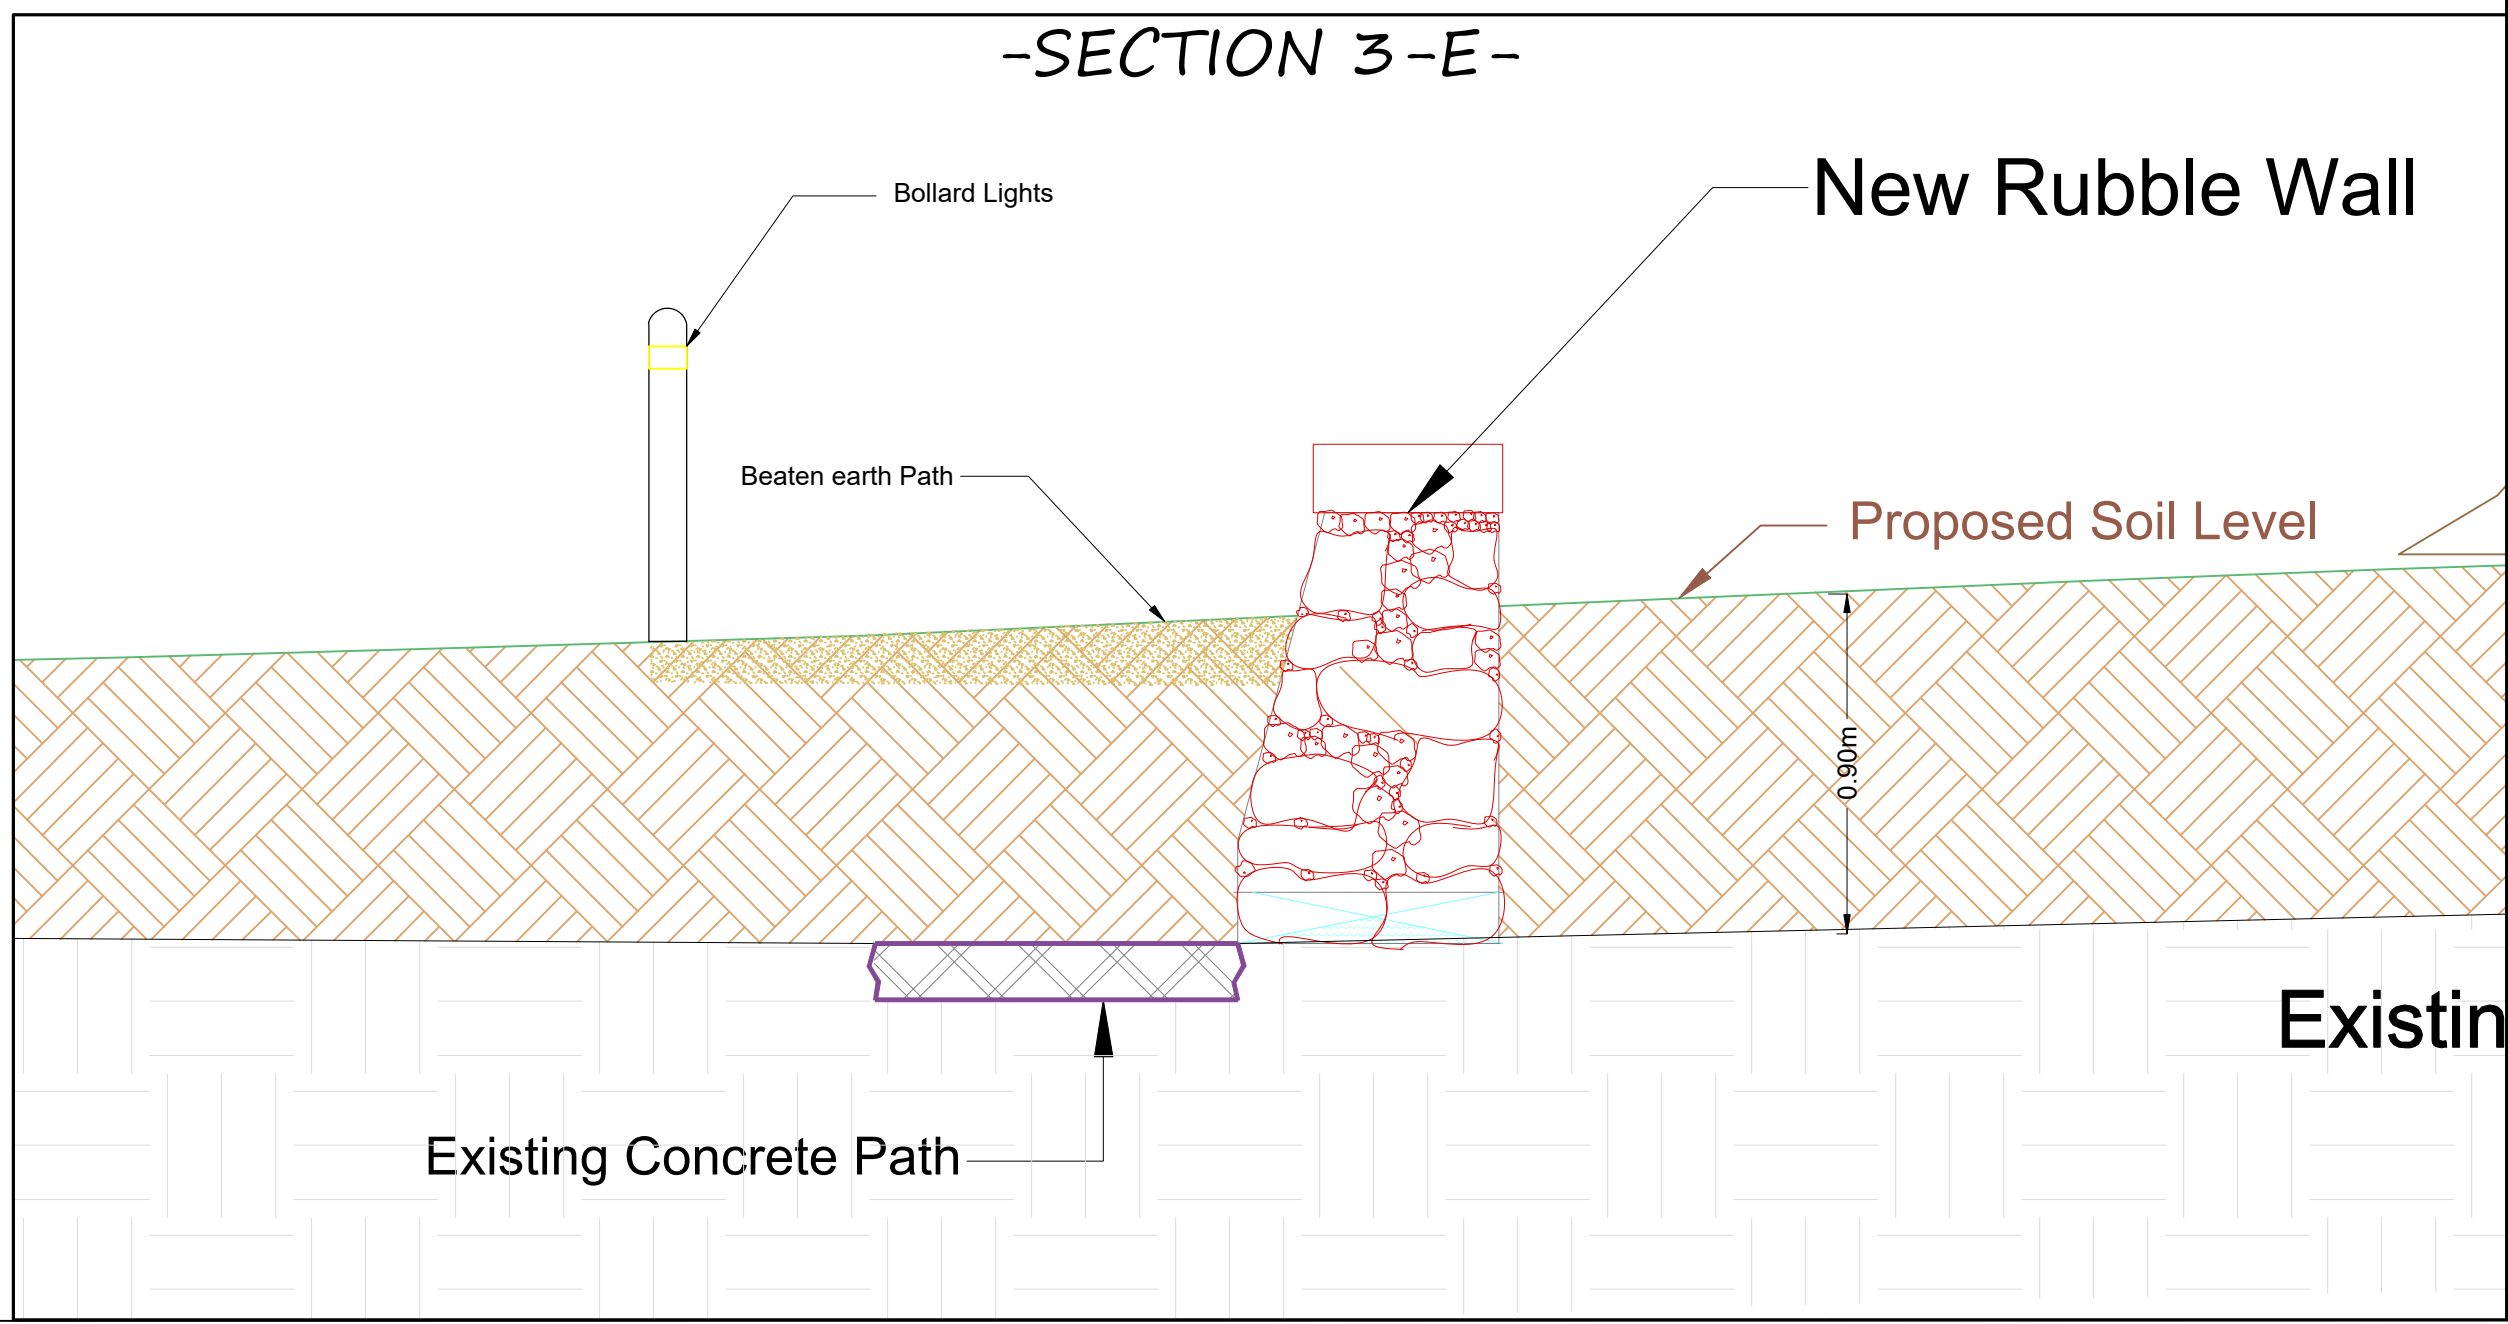 -SECTION 3-E-
New Rubble Wall
Bollard Lights
Beaten earth Path
Proposed Soil Level
0.90m
Existin
Existing Concrete Path